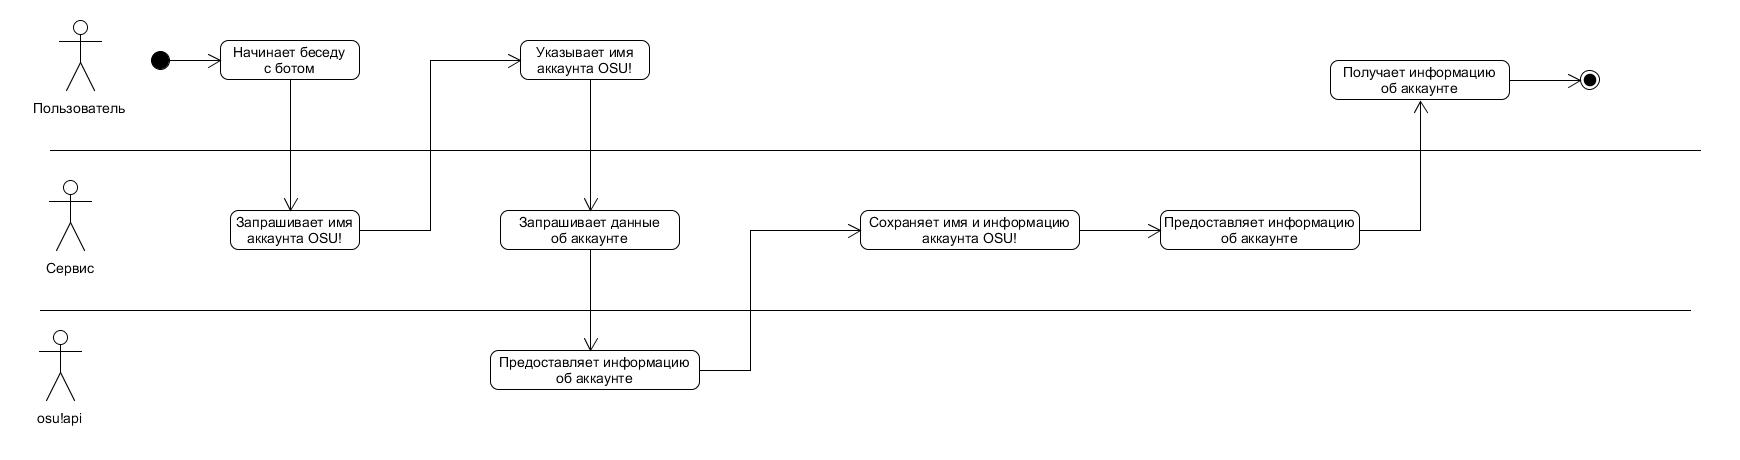 Начинает беседу
с ботом
Указывает имя
аккаунта OSU!
Получает информацию
об аккаунте
Пользователь
Запрашивает имя
аккаунта OSU!
Запрашивает данные
об аккаунте
Сохраняет имя и информацию
аккаунта OSU!
Предоставляет информацию
об аккаунте
Сервис
Предоставляет информацию
об аккаунте
osu!api